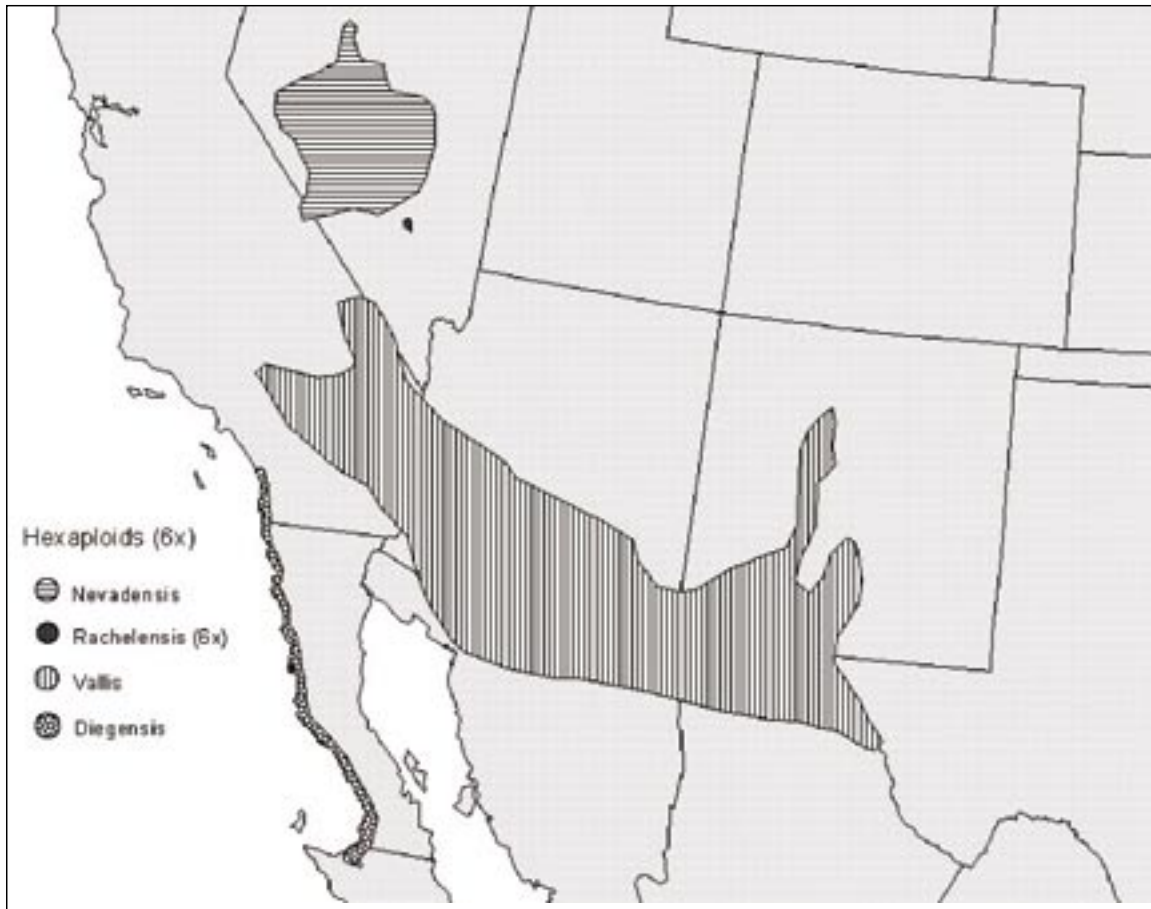 Hexaploids (6x)
Nevadensis
Rachelensis (6x)
Vallis
Diegensis